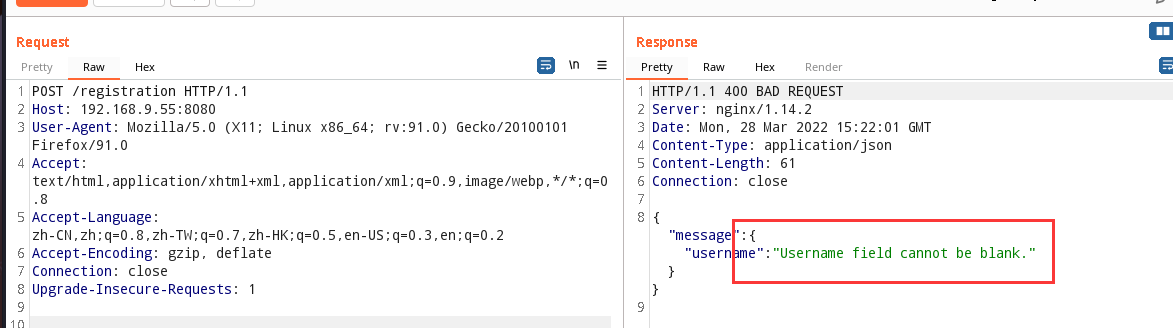 Request
Pretty Raw Hex
\n
1 POST /registration HTTP/1.1
2 Host: 192.168.9.55:8080
3 User-Agent: Mozilla/5.0 (X11; Linux x86_64; rv:91.0) Gecko/20100101
Firefox/91.0
4 Accept:
text/html,application/xhtml+xml,application/xml;q=0.9,image/webp,*/*;q=0
.8
5 Accept-Language:
zh-CN,zh;q=0.8,zh-TW;q=0.7,zh-HK;q=0.5,en-US;q=0.3,en;q=0.2
6 Accept-Encoding: gzip, deflate
7 Connection: close
8 Upgrade-Insecure-Requests: 1
9
10
Response
Pretty Raw Hex Render
1 HTTP/1.1 400 BAD REQUEST
2 Server: nginx/1.14.2
3 Date: Mon, 28 Mar 2022 15:22:01 GMT
4 Content-Type: application/json
5 Content-Length: 61
6 Connection: close
7
8 {
"message":{
"username":"Username field cannot be blank."
}
}
9